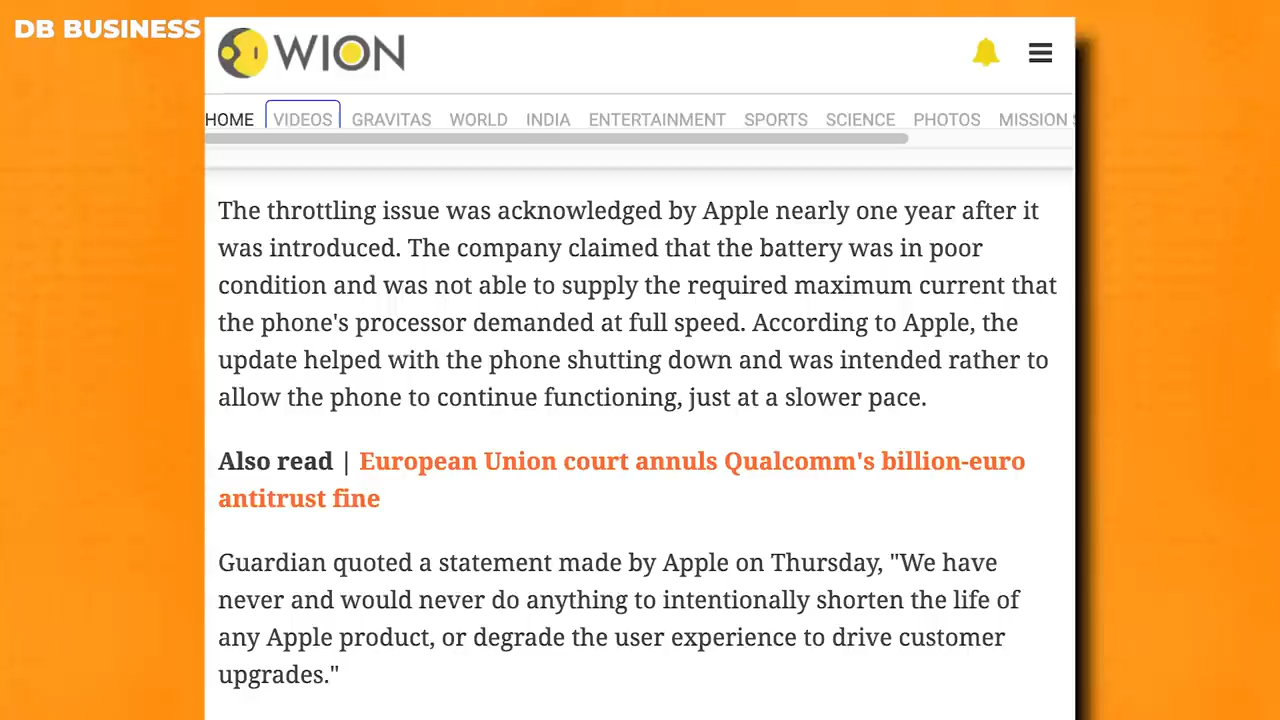 DB BUSINESS
WION
HOME VIDEOS GRAVITAS WORLD INDIA ENTERTAINMENT SPORTS SCIENCE PHOTOS MISSION
The throttling issue was acknowledged by Apple nearly one year after it
was introduced. The company claimed that the battery was in poor
condition and was not able to supply the required maximum current that
the phone's processor demanded at full speed. According to Apple, the
update helped with the phone shutting down and was intended rather to
allow the phone to continue functioning, just at a slower pace.
Also read | European Union court annuls Qualcomm's billion-euro
antitrust fine
Guardian quoted a statement made by Apple on Thursday, "We have
never and would never do anything to intentionally shorten the life of
any Apple product, or degrade the user experience to drive customer
upgrades."